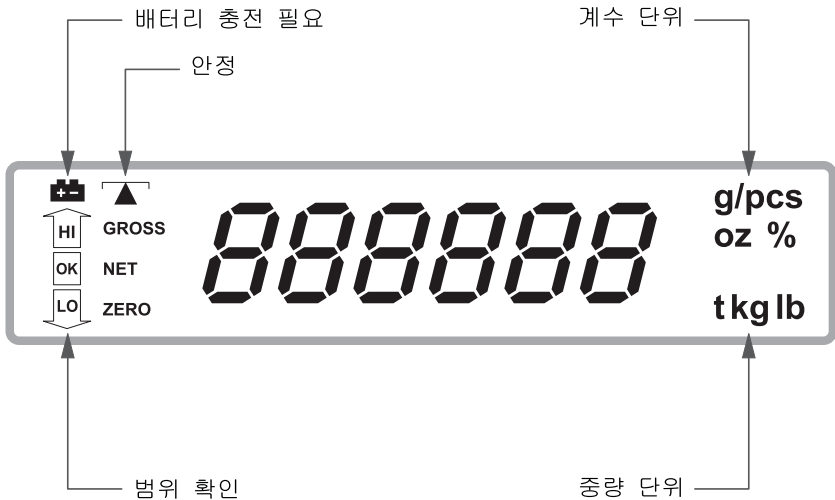 배터리 충전 필요
계수 단위
안정
HI
GROSS
OK
NET
LO
ZERO
888888
g/pcs
oz %
t kg lb
범위 확인
중량 단위